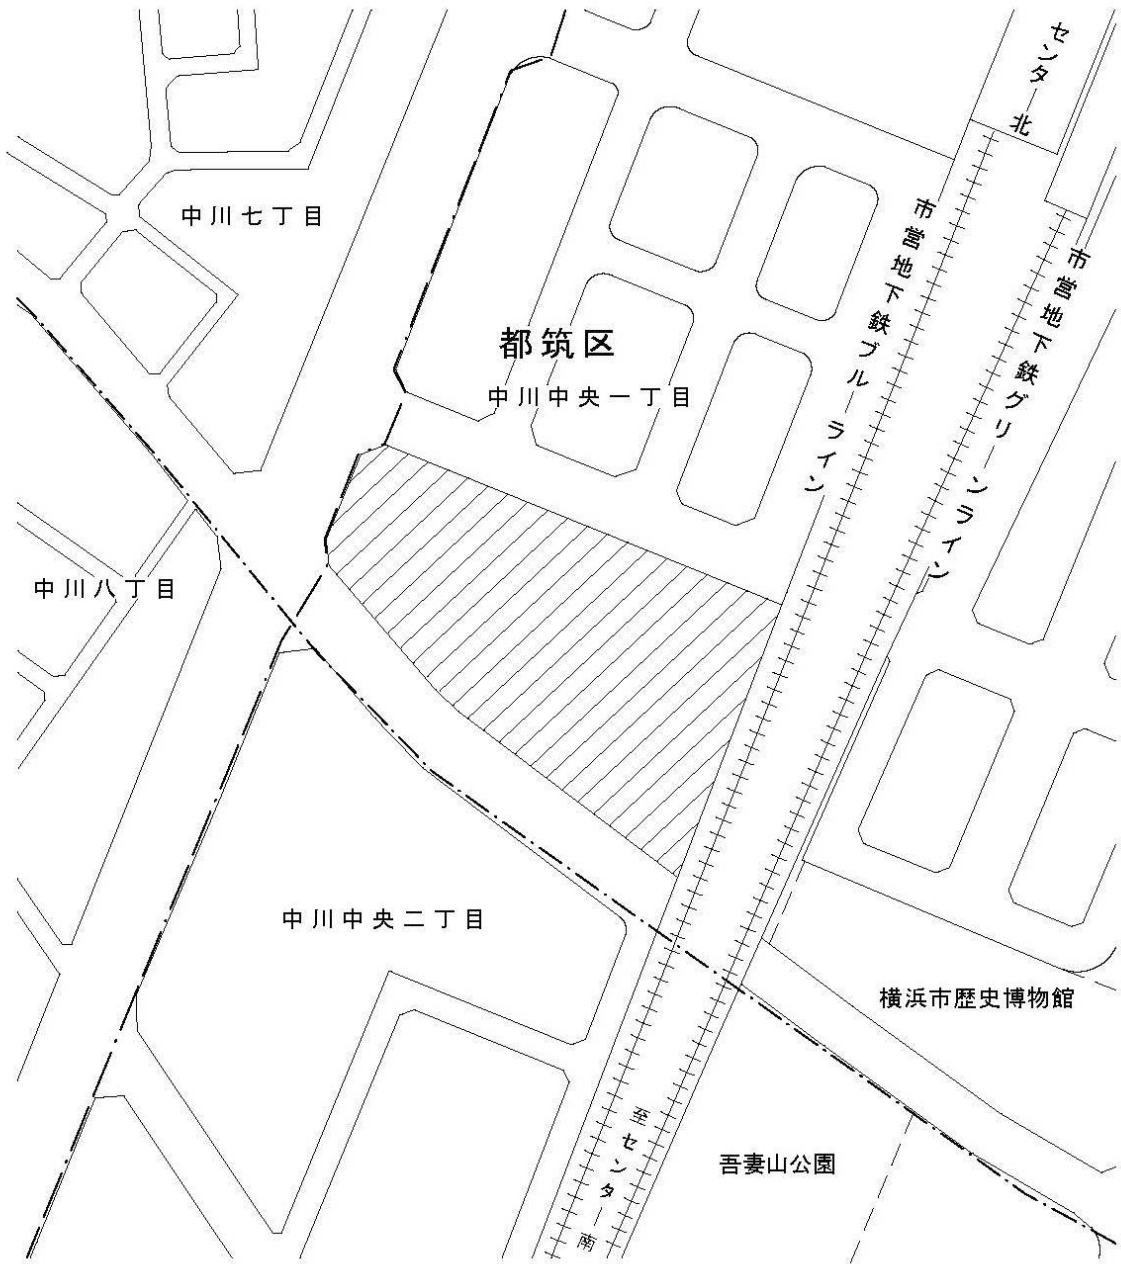 センター北
市営地下鉄ブルーライン
市営地下鉄グリーンライン
中川七丁目
都筑区
中川中央一丁目
中川八丁目
中川中央二丁目
横浜市歴史博物館
至センター南
吾妻山公園